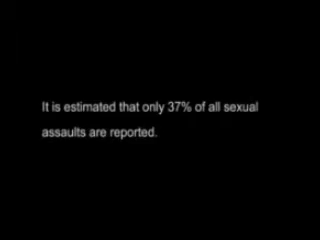 It is estimated that only 37% of all sexual
assaults are reported.